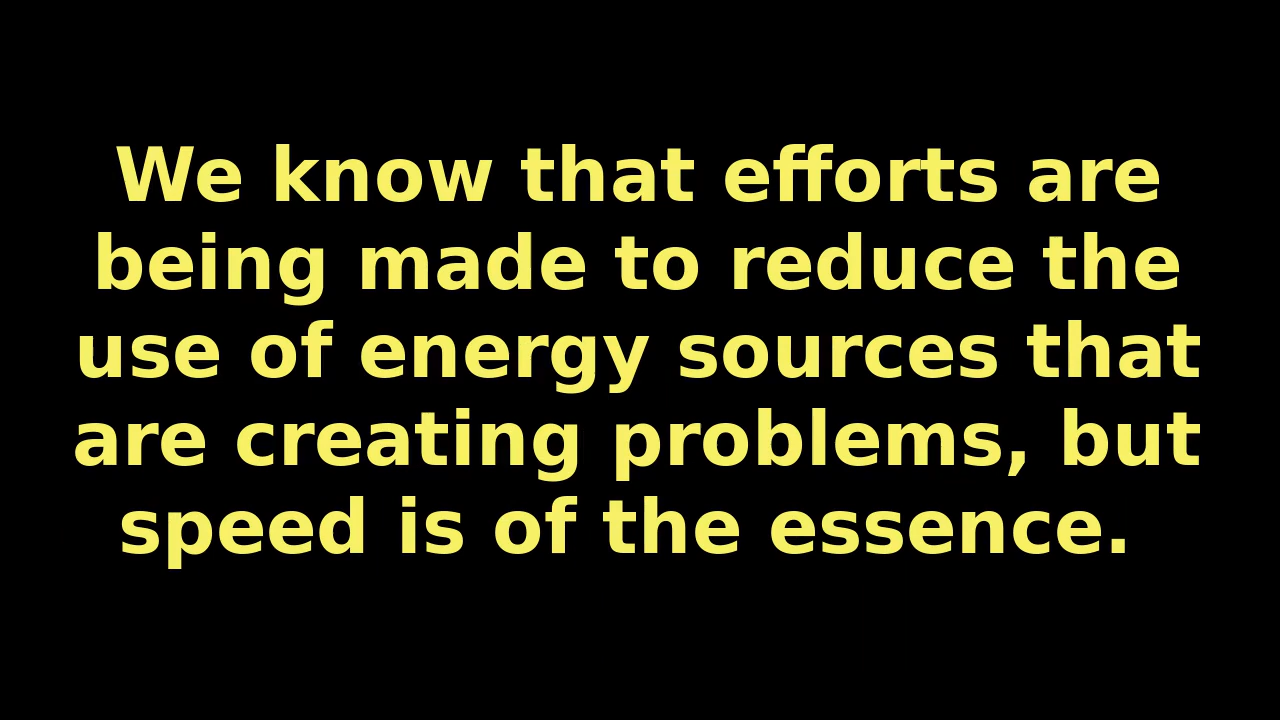 We know that efforts are
being made to reduce the
use of energy sources that
are creating problems, but
speed is of the essence.